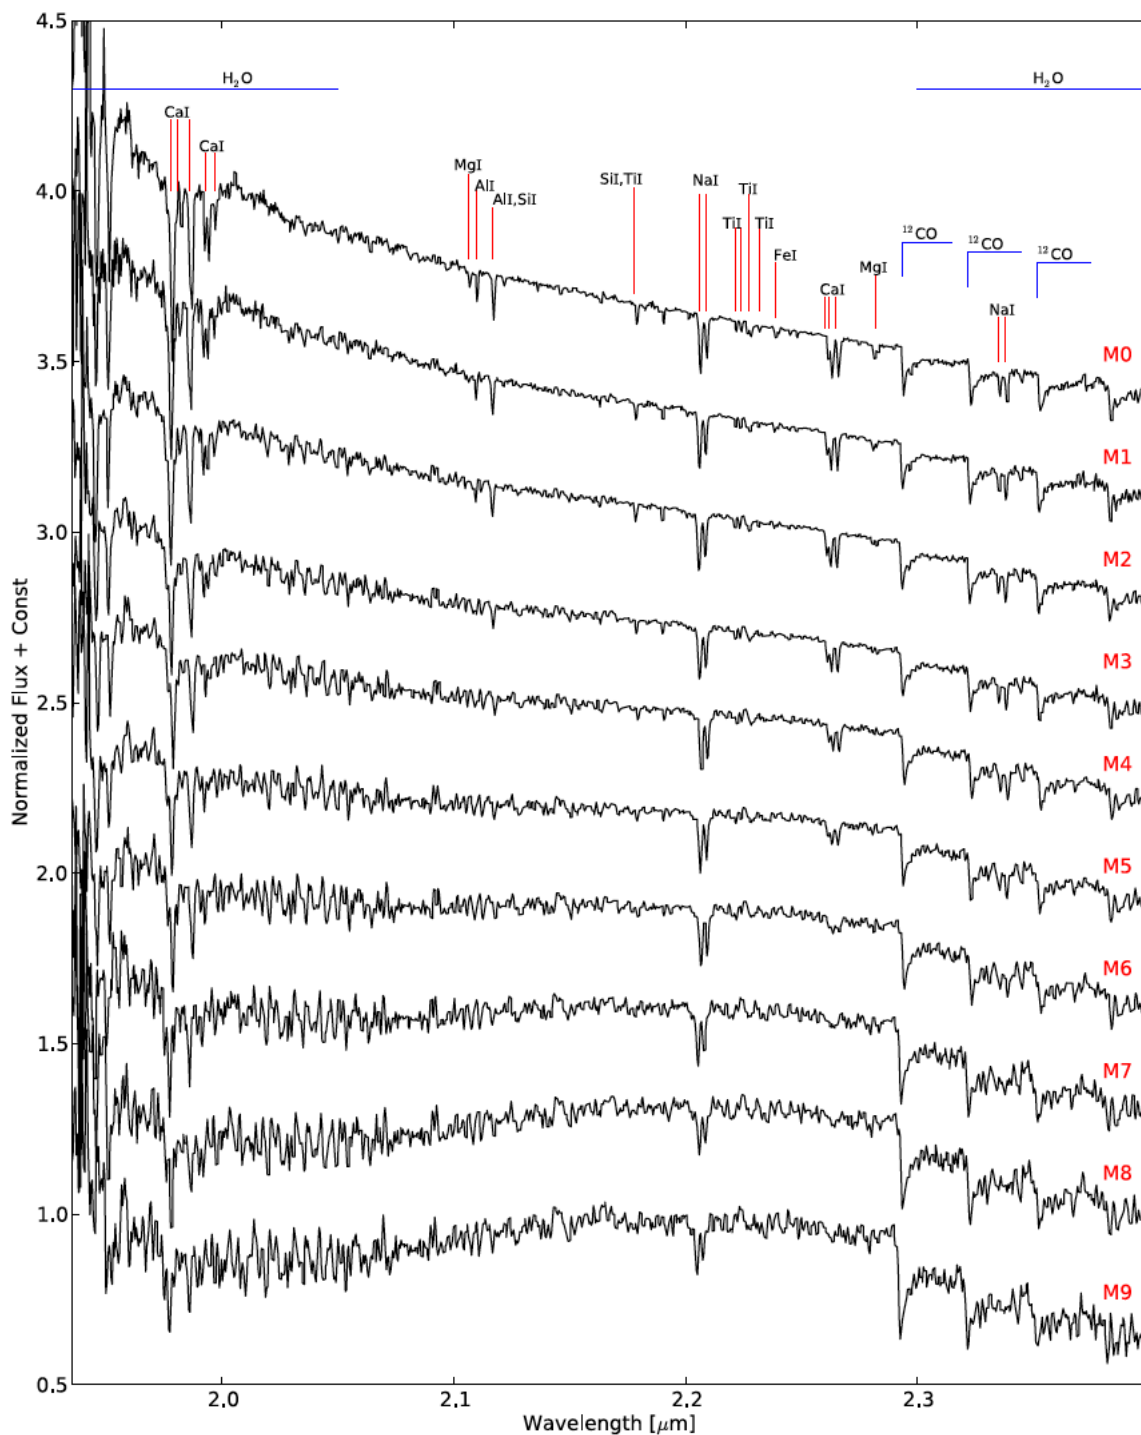 4.5
H₂O
H₂O
CaI
CaI
4.0
MgI
AlI
AlI,SiI
SiI,TiI
NaI
TiI
TiI
TiI
FeI
CaI
MgI
¹²CO
¹²CO
¹²CO
NaI
M0
3.5
M1
3.0
M2
M3
2.5
M4
M5
2.0
M6
1.5
M7
M8
1.0
M9
0.5
2.0 2.1 2.2 2.3
Wavelength [μm]
Normalized Flux + Const